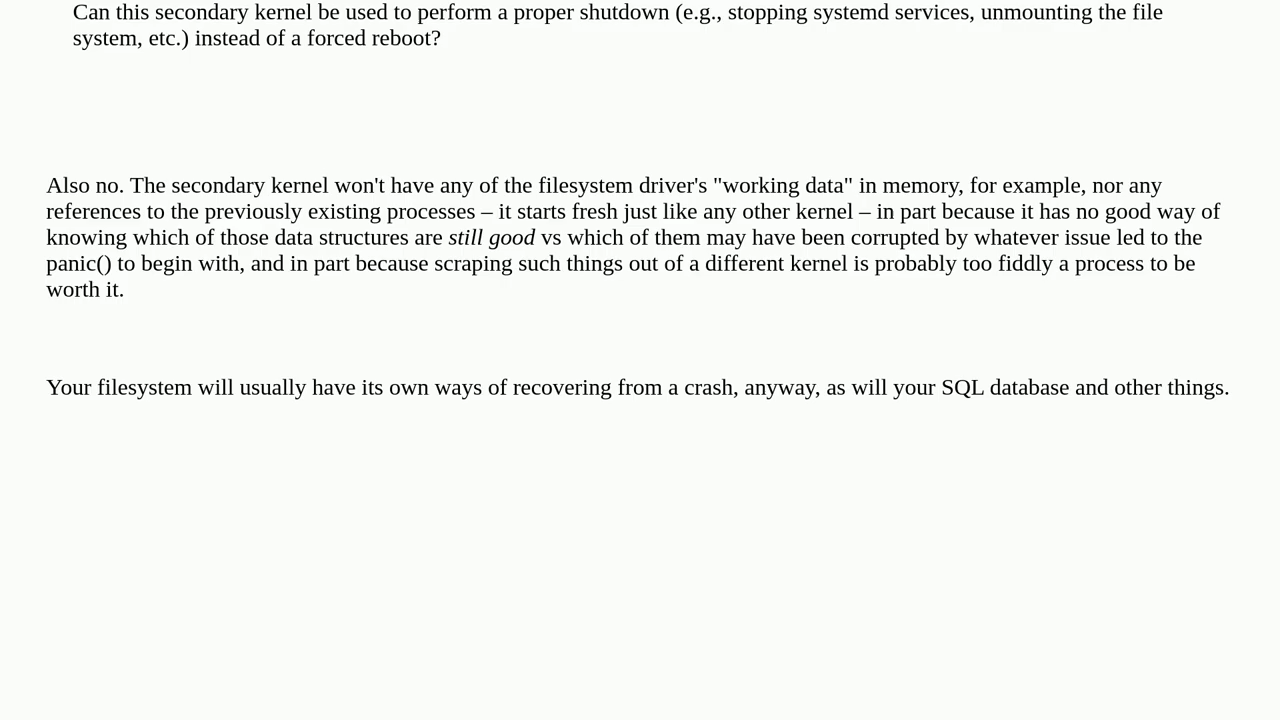 Can this secondary kernel be used to perform a proper shutdown (e.g., stopping systemd services, unmounting the file
system, etc.) instead of a forced reboot?
Also no. The secondary kernel won't have any of the filesystem driver's "working data" in memory, for example, nor any
references to the previously existing processes – it starts fresh just like any other kernel – in part because it has no good way of
knowing which of those data structures are still good vs which of them may have been corrupted by whatever issue led to the
panic() to begin with, and in part because scraping such things out of a different kernel is probably too fiddly a process to be
worth it.
Your filesystem will usually have its own ways of recovering from a crash, anyway, as will your SQL database and other things.